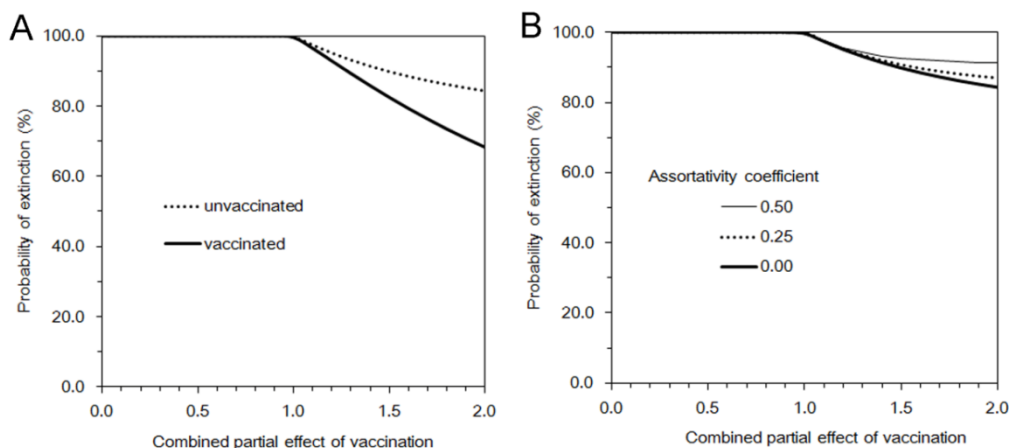 A
100.0
80.0
60.0
40.0
20.0
0.0
Probability of extinction (%)
unvaccinated
vaccinated
0.0 0.5 1.0 1.5 2.0
Combined partial effect of vaccination
B
100.0
80.0
60.0
40.0
20.0
0.0
Probability of extinction (%)
Assortativity coefficient
0.50
0.25
0.00
0.0 0.5 1.0 1.5 2.0
Combined partial effect of vaccination